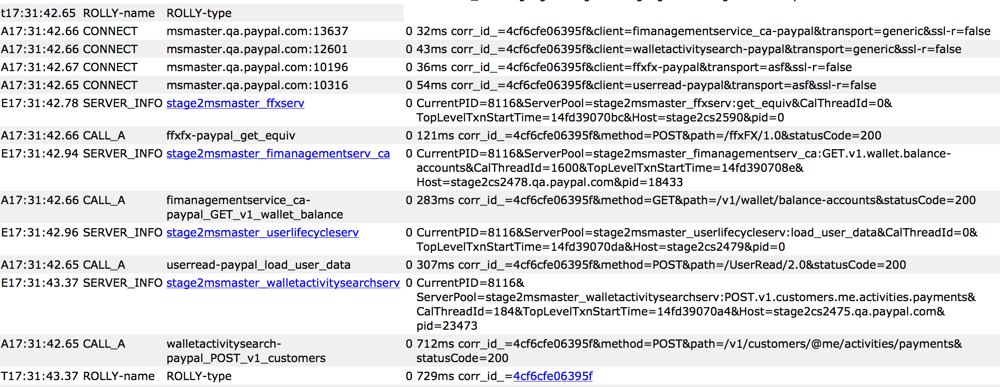 t17:31:42.65 ROLLY-name ROLLY-type
A17:31:42.66 CONNECT msmaster.qa.paypal.com:13637 0 32ms corr_id_=4cf6cfe06395f&client=fimanagementservice_ca-paypal&transport=generic&ssl-r=false
A17:31:42.66 CONNECT msmaster.qa.paypal.com:12601 0 43ms corr_id_=4cf6cfe06395f&client=walletactivitysearch-paypal&transport=generic&ssl-r=false
A17:31:42.67 CONNECT msmaster.qa.paypal.com:10196 0 36ms corr_id_=4cf6cfe06395f&client=ffxfx-paypal&transport=asf&ssl-r=false
A17:31:42.65 CONNECT msmaster.qa.paypal.com:10316 0 54ms corr_id_=4cf6cfe06395f&client=userread-paypal&transport=asf&ssl-r=false
E17:31:42.78 SERVER_INFO stage2msmaster_ffxserv 0 CurrentPID=8116&ServerPool=stage2msmaster_ffxserv:get_equiv&CalThreadId=0&
TopLevelTxnStartTime=14fd39070bc&Host=stage2cs2590&pid=0
A17:31:42.66 CALL_A ffxfx-paypal_get_equiv 0 121ms corr_id_=4cf6cfe06395f&method=POST&path=/ffxFX/1.0&statusCode=200
E17:31:42.94 SERVER_INFO stage2msmaster_fimanagementserv_ca 0 CurrentPID=8116&ServerPool=stage2msmaster_fimanagementserv_ca:GET.v1.wallet.balance-
accounts&CalThreadId=1600&TopLevelTxnStartTime=14fd390708e&
Host=stage2cs2478.qa.paypal.com&pid=18433
A17:31:42.66 CALL_A fimanagementservice_ca- 0 283ms corr_id_=4cf6cfe06395f&method=GET&path=/v1/wallet/balance-accounts&statusCode=200
paypal_GET_v1_wallet_balance
E17:31:42.96 SERVER_INFO stage2msmaster_userlifecycleserv 0 CurrentPID=8116&ServerPool=stage2msmaster_userlifecycleserv:load_user_data&CalThreadId=0&
TopLevelTxnStartTime=14fd39070da&Host=stage2cs2479&pid=0
A17:31:42.65 CALL_A userread-paypal_load_user_data 0 307ms corr_id_=4cf6cfe06395f&method=POST&path=/UserRead/2.0&statusCode=200
E17:31:43.37 SERVER_INFO stage2msmaster_walletactivitysearchserv 0 CurrentPID=8116&
ServerPool=stage2msmaster_walletactivitysearchserv:POST.v1.customers.me.activities.payments&
CalThreadId=184&TopLevelTxnStartTime=14fd39070a4&Host=stage2cs2475.qa.paypal.com&
pid=23473
A17:31:42.65 CALL_A walletactivitysearch- 0 712ms corr_id_=4cf6cfe06395f&method=POST&path=/v1/customers/@me/activities/payments&
paypal_POST_v1_customers statusCode=200
T17:31:43.37 ROLLY-name ROLLY-type 0 729ms corr_id_=4cf6cfe06395f